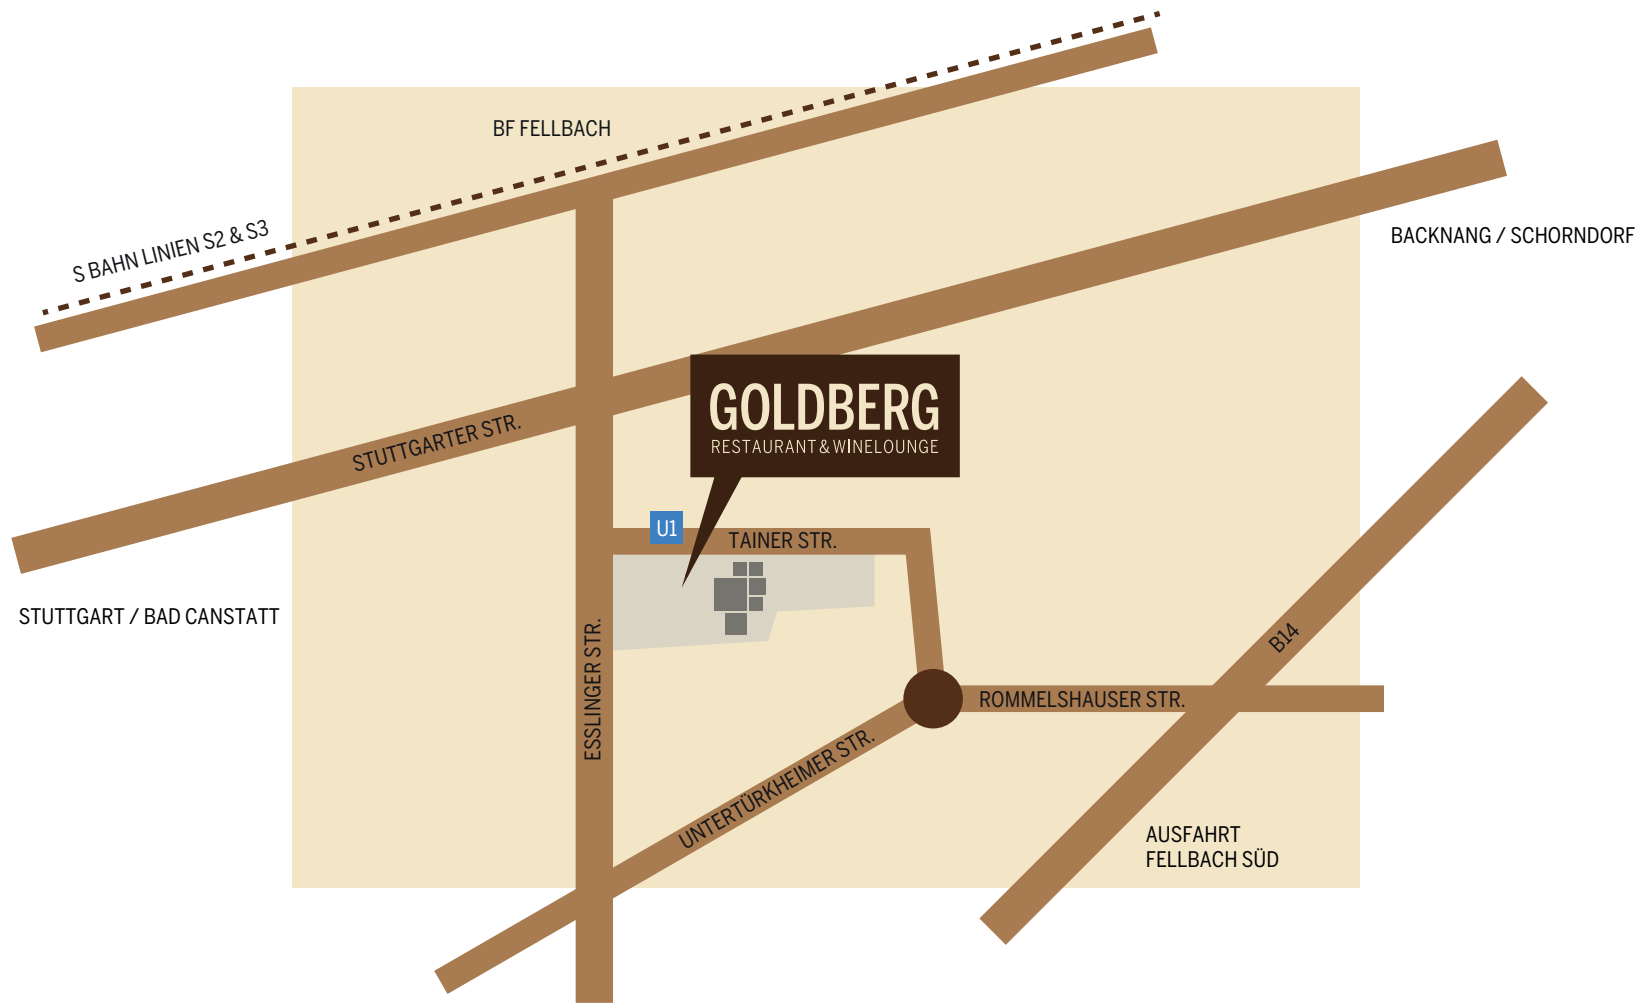 BF FELLBACH
S BAHN LINIEN S2 & S3
BACKNANG / SCHORNDORF
GOLDBERG
RESTAURANT & WINELOUNGE
STUTTGARTER STR.
U1
TAINER STR.
STUTTGART / BAD CANSTATT
ESSLINGER STR.
B14
ROMMELSHAUSER STR.
UNTERTÜRKHEIMER STR.
AUSFAHRT
FELLBACH SÜD